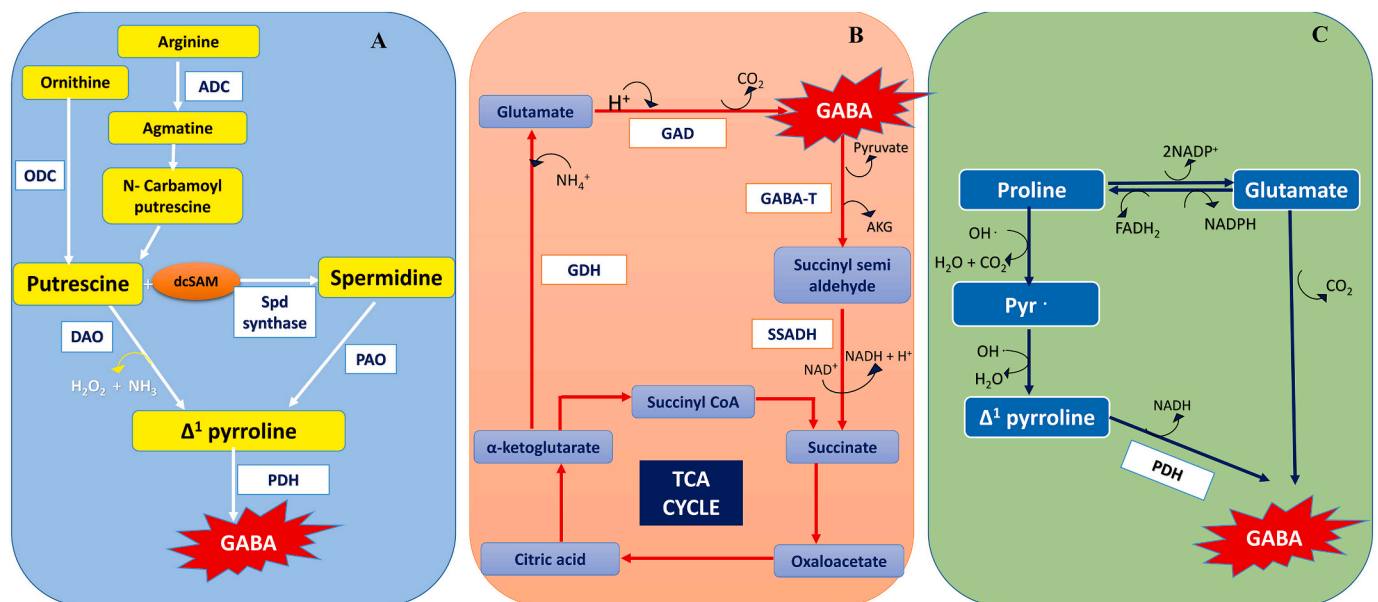 A
Arginine
Ornithine
ADC
Agmatine
ODC
N- Carbamoyl
putrescine
Putrescine
+
dcSAM
Spermidine
Spd
synthase
DAO
PAO
H₂O₂ + NH₃
Δ¹ pyrroline
PDH
GABA
B
Glutamate
H⁺
CO₂
GABA
GAD
NH₄⁺
Pyruvate
GABA-T
AKG
GDH
Succinyl semi
aldehyde
SSADH
NADH + H⁺
NAD⁺
Succinyl CoA
α-ketoglutarate
Succinate
TCA
CYCLE
Citric acid
Oxaloacetate
C
2NADP⁺
Proline
Glutamate
FADH₂
NADPH
OH ·
H₂O + CO₂
CO₂
Pyr ·
OH ·
H₂O
Δ¹ pyrroline
NADH
PDH
GABA